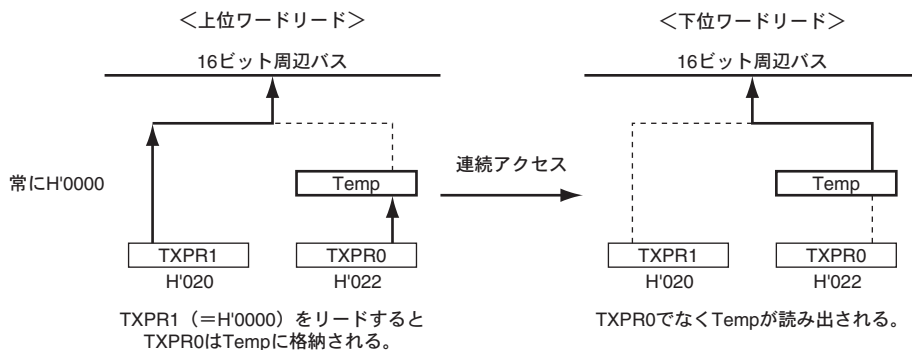 ＜上位ワードリード＞
16ビット周辺バス
常にH'0000
Temp
TXPR1
TXPR0
H'020
H'022
TXPR1（＝H'0000）をリードすると
TXPR0はTempに格納される。
連続アクセス
＜下位ワードリード＞
16ビット周辺バス
Temp
TXPR1
TXPR0
H'020
H'022
TXPR0でなくTempが読み出される。